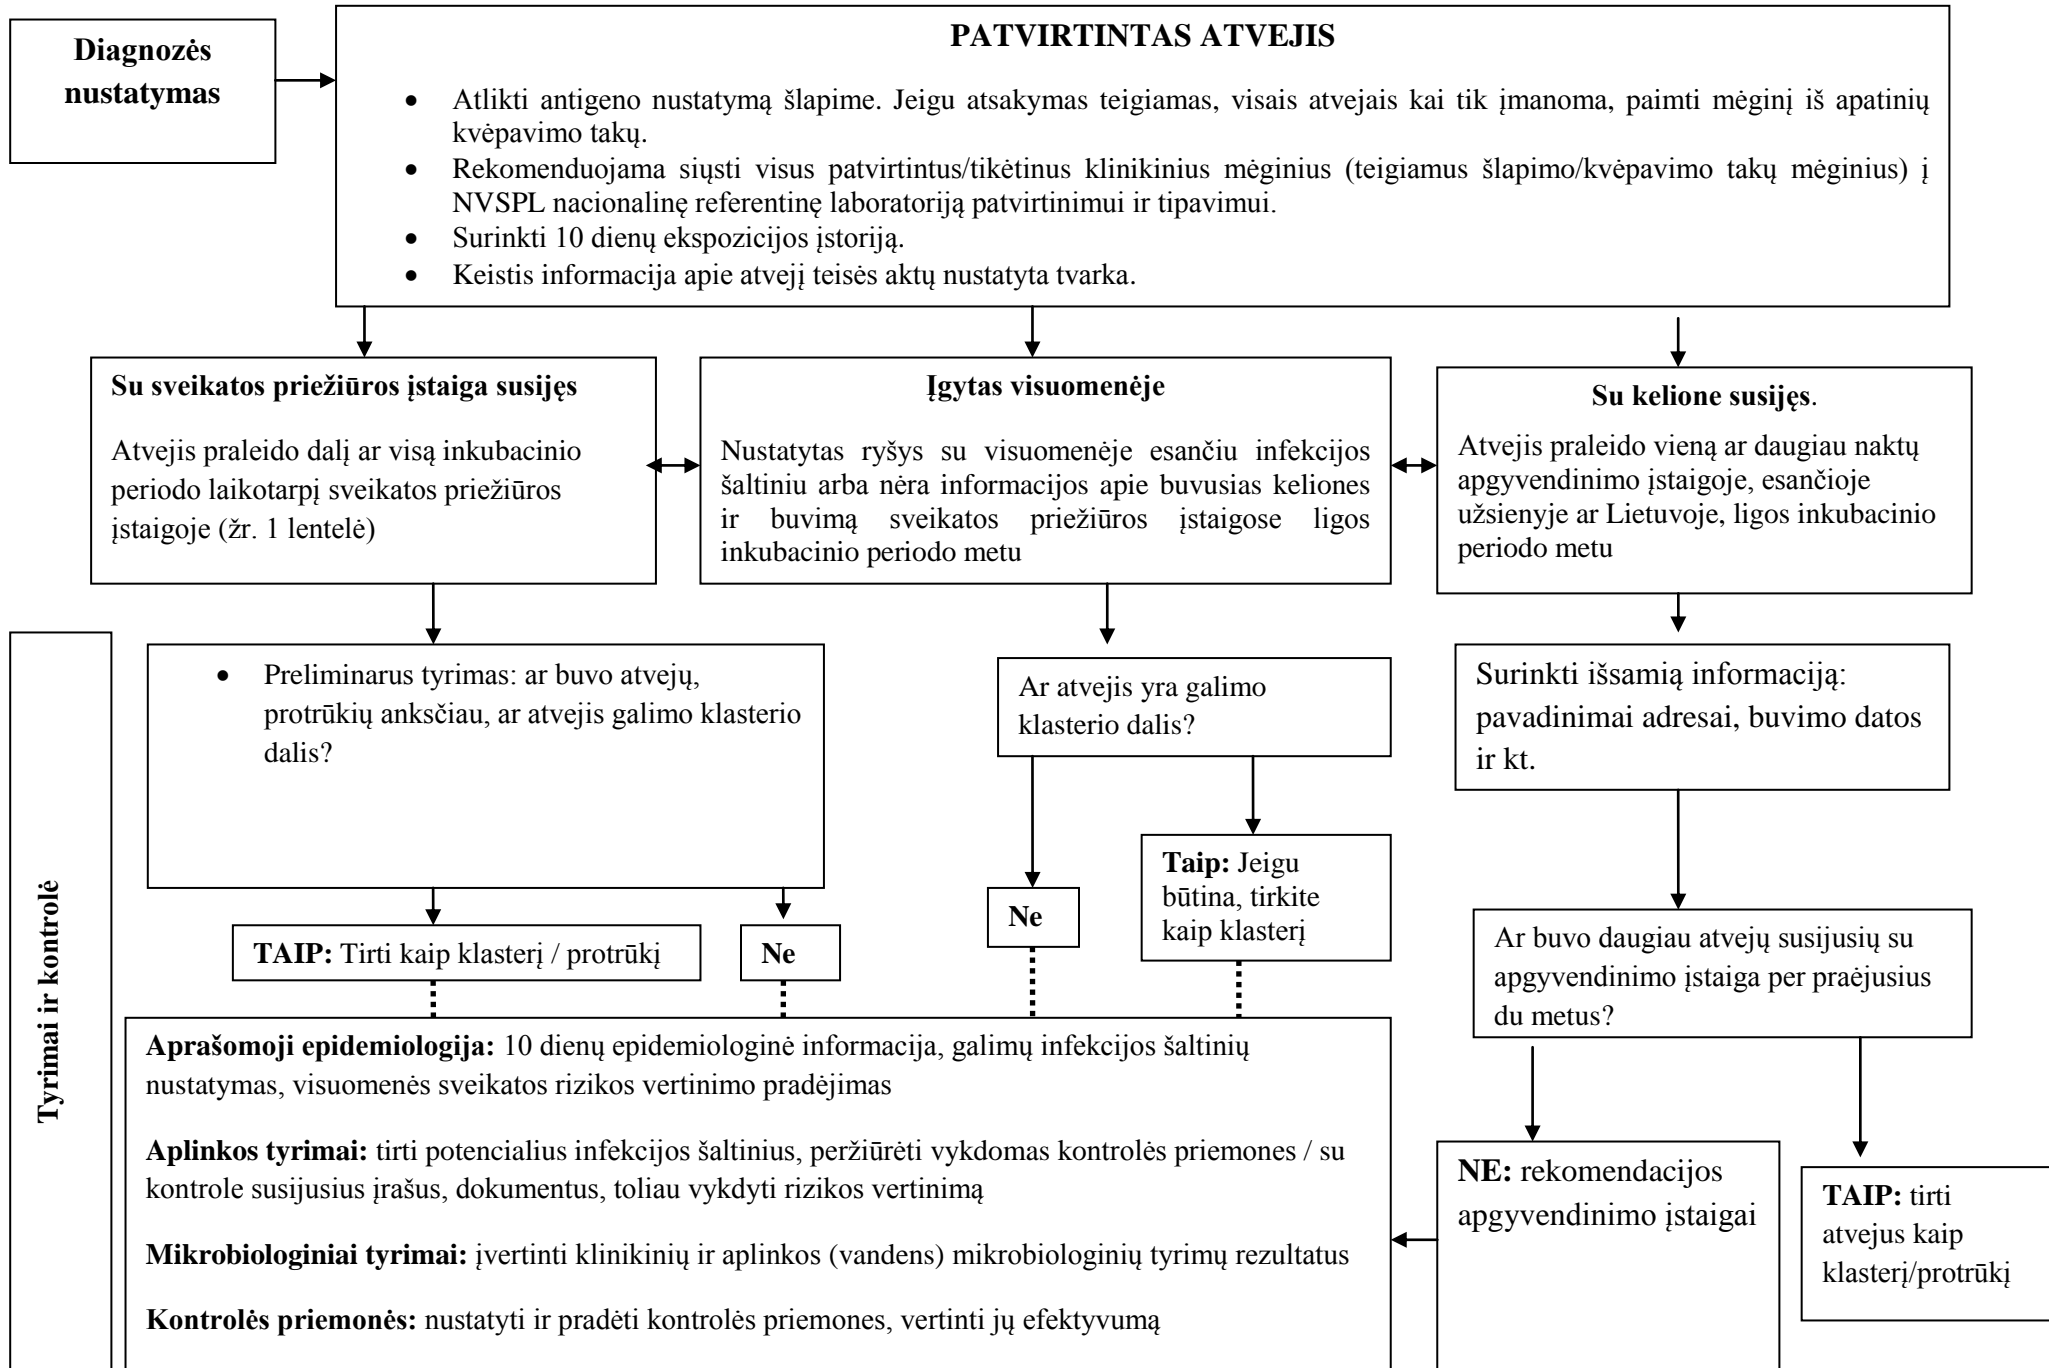 Diagnozės
nustatymas
PATVIRTINTAS ATVEJIS
• Atlikti antigeno nustatymą šlapime. Jeigu atsakymas teigiamas, visais atvejais kai tik įmanoma, paimti mėginį iš apatinių
kvėpavimo takų.
• Rekomenduojama siųsti visus patvirtintus/tikėtinus klinikinius mėginius (teigiamus šlapimo/kvėpavimo takų mėginius) į
NVSPL nacionalinę referentinę laboratoriją patvirtinimui ir tipavimui.
• Surinkti 10 dienų ekspozicijos įstoriją.
• Keistis informacija apie atvejį teisės aktų nustatyta tvarka.
Su sveikatos priežiūros įstaiga susijęs
Atvejis praleido dalį ar visą inkubacinio
periodo laikotarpį sveikatos priežiūros
įstaigoje (žr. 1 lentelė)
Įgytas visuomenėje
Nustatytas ryšys su visuomenėje esančiu infekcijos
šaltiniu arba nėra informacijos apie buvusias keliones
ir buvimą sveikatos priežiūros įstaigose ligos
inkubacinio periodo metu
Su kelione susijęs.
Atvejis praleido vieną ar daugiau naktų
apgyvendinimo įstaigoje, esančioje
užsienyje ar Lietuvoje, ligos inkubacinio
periodo metu
Tyrimai ir kontrolė
• Preliminarus tyrimas: ar buvo atvejų,
protrūkių anksčiau, ar atvejis galimo klasterio
dalis?
Ar atvejis yra galimo
klasterio dalis?
Surinkti išsamią informaciją:
pavadinimai adresai, buvimo datos
ir kt.
TAIP: Tirti kaip klasterį / protrūkį
Ne
Ne
Taip: Jeigu
būtina, tirkite
kaip klasterį
Ar buvo daugiau atvejų susijusių su
apgyvendinimo įstaiga per praėjusius
du metus?
Aprašomoji epidemiologija: 10 dienų epidemiologinė informacija, galimų infekcijos šaltinių
nustatymas, visuomenės sveikatos rizikos vertinimo pradėjimas
Aplinkos tyrimai: tirti potencialius infekcijos šaltinius, peržiūrėti vykdomas kontrolės priemones / su
kontrole susijusius įrašus, dokumentus, toliau vykdyti rizikos vertinimą
Mikrobiologiniai tyrimai: įvertinti klinikinių ir aplinkos (vandens) mikrobiologinių tyrimų rezultatus
Kontrolės priemonės: nustatyti ir pradėti kontrolės priemones, vertinti jų efektyvumą
NE: rekomendacijos
apgyvendinimo įstaigai
TAIP: tirti
atvejus kaip
klasterį/protrūkį